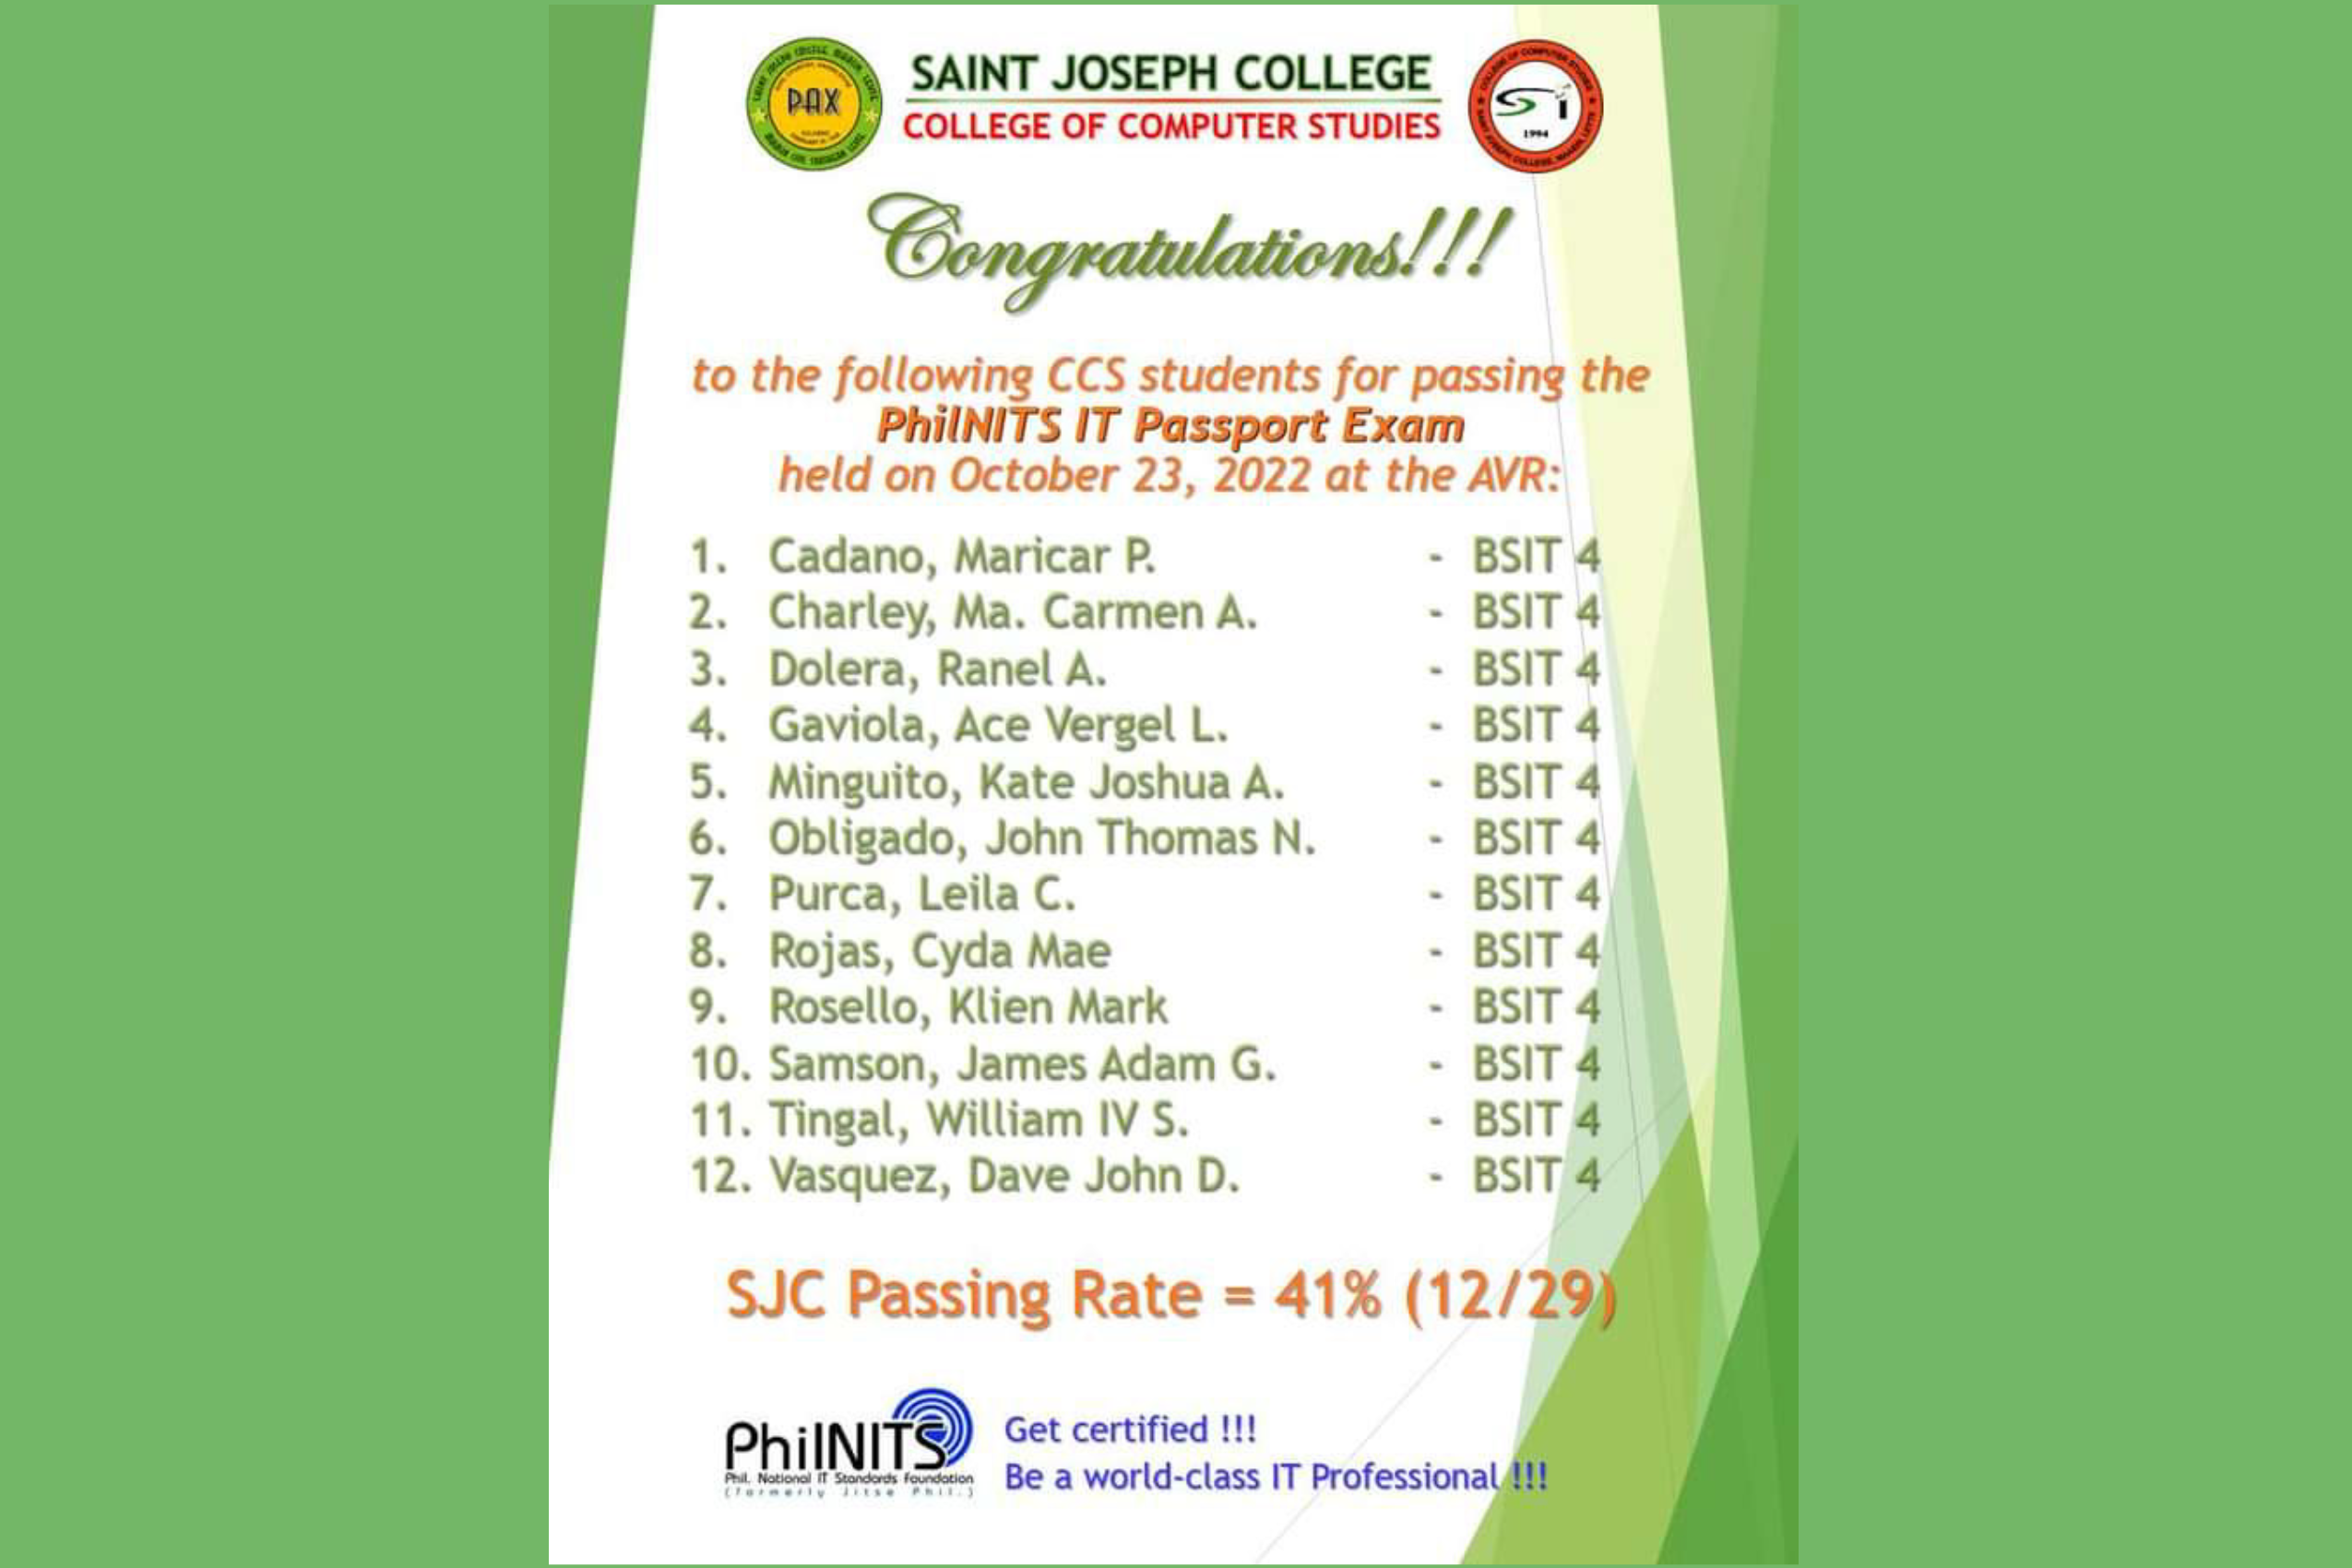 SAINT JOSEPH COLLEGE
COLLEGE OF COMPUTER STUDIES
PAX
1994
Congratulations!!!
to the following CCS students for passing the
PhilNITS IT Passport Exam
held on October 23, 2022 at the AVR:
1. Cadano, Maricar P. - BSIT 4
2. Charley, Ma. Carmen A. - BSIT 4
3. Dolera, Ranel A. - BSIT 4
4. Gaviola, Ace Vergel L. - BSIT 4
5. Minguito, Kate Joshua A. - BSIT 4
6. Obligado, John Thomas N. - BSIT 4
7. Purca, Leila C. - BSIT 4
8. Rojas, Cyda Mae - BSIT 4
9. Rosello, Klien Mark - BSIT 4
10. Samson, James Adam G. - BSIT 4
11. Tingal, William IV S. - BSIT 4
12. Vasquez, Dave John D. - BSIT 4
SJC Passing Rate = 41% (12/29)
PhilNITS
Phil. National IT Standards Foundation
(formerly Jitse Phil.)
Get certified !!!
Be a world-class IT Professional !!!